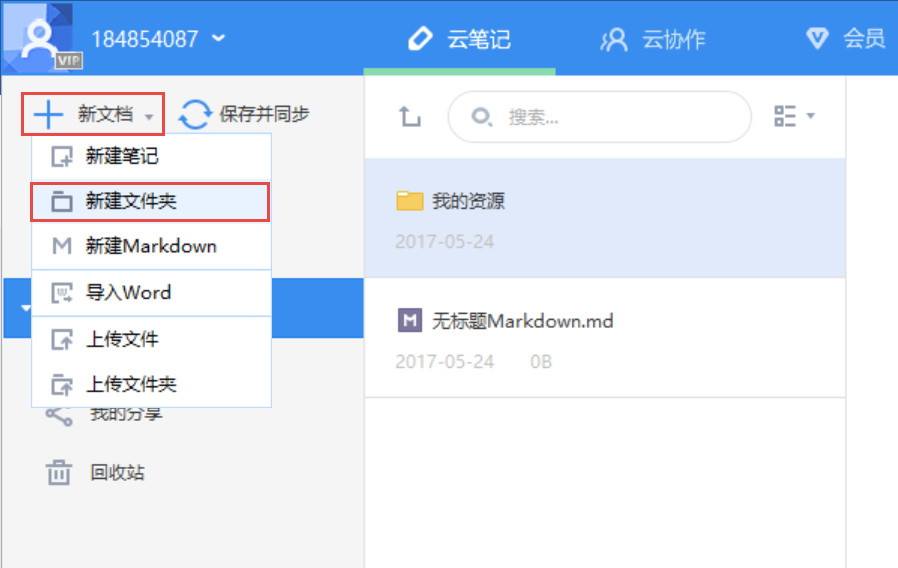 184854087
VIP
云笔记
云协作
会员
新文档
保存并同步
搜索...
新建笔记
新建文件夹
新建Markdown
导入Word
上传文件
上传文件夹
我的分享
回收站
我的资源
2017-05-24
无标题Markdown.md
2017-05-24 0B